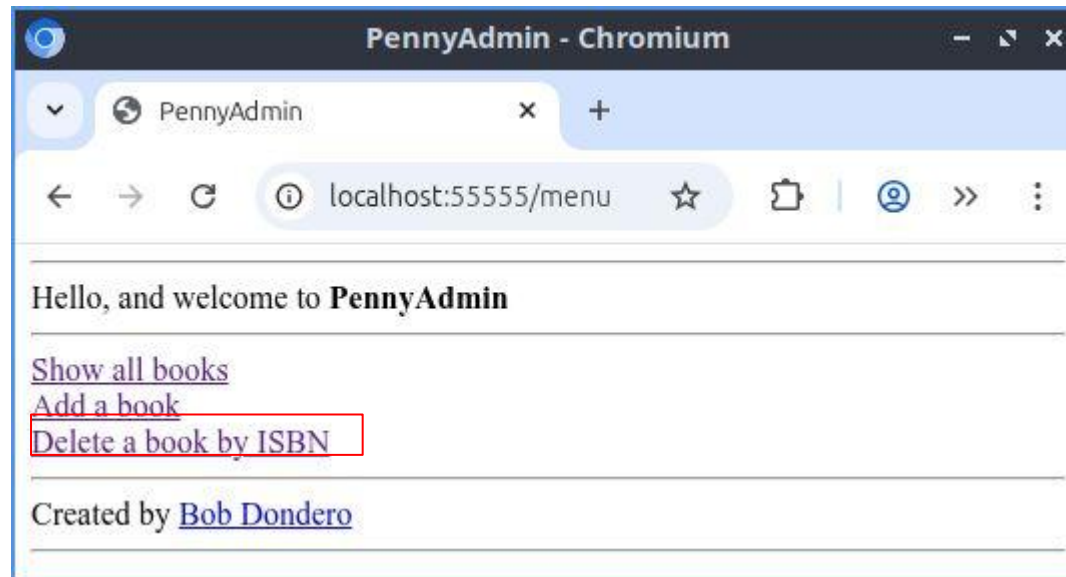 PennyAdmin - Chromium
PennyAdmin
localhost:55555/menu
Hello, and welcome to PennyAdmin
Show all books
Add a book
Delete a book by ISBN
Created by Bob Dondero